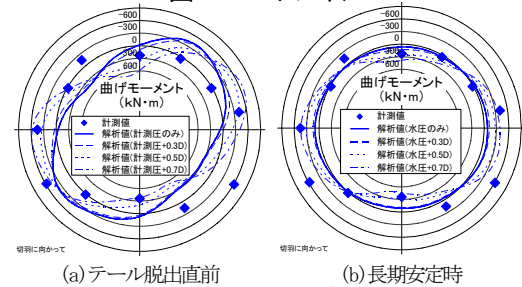 -600
-300
0
300
600
曲げモーメント
(kN・m)
計測値
解析値(計測圧のみ)
解析値(計測圧+0.3D)
解析値(計測圧+0.5D)
解析値(計測圧+0.7D)
切羽に向かって
(a)テール脱出直前
-600
-300
0
300
600
曲げモーメント
(kN・m)
計測値
解析値(水圧のみ)
解析値(水圧+0.3D)
解析値(水圧+0.5D)
解析値(水圧+0.7D)
切羽に向かって
(b)長期安定時